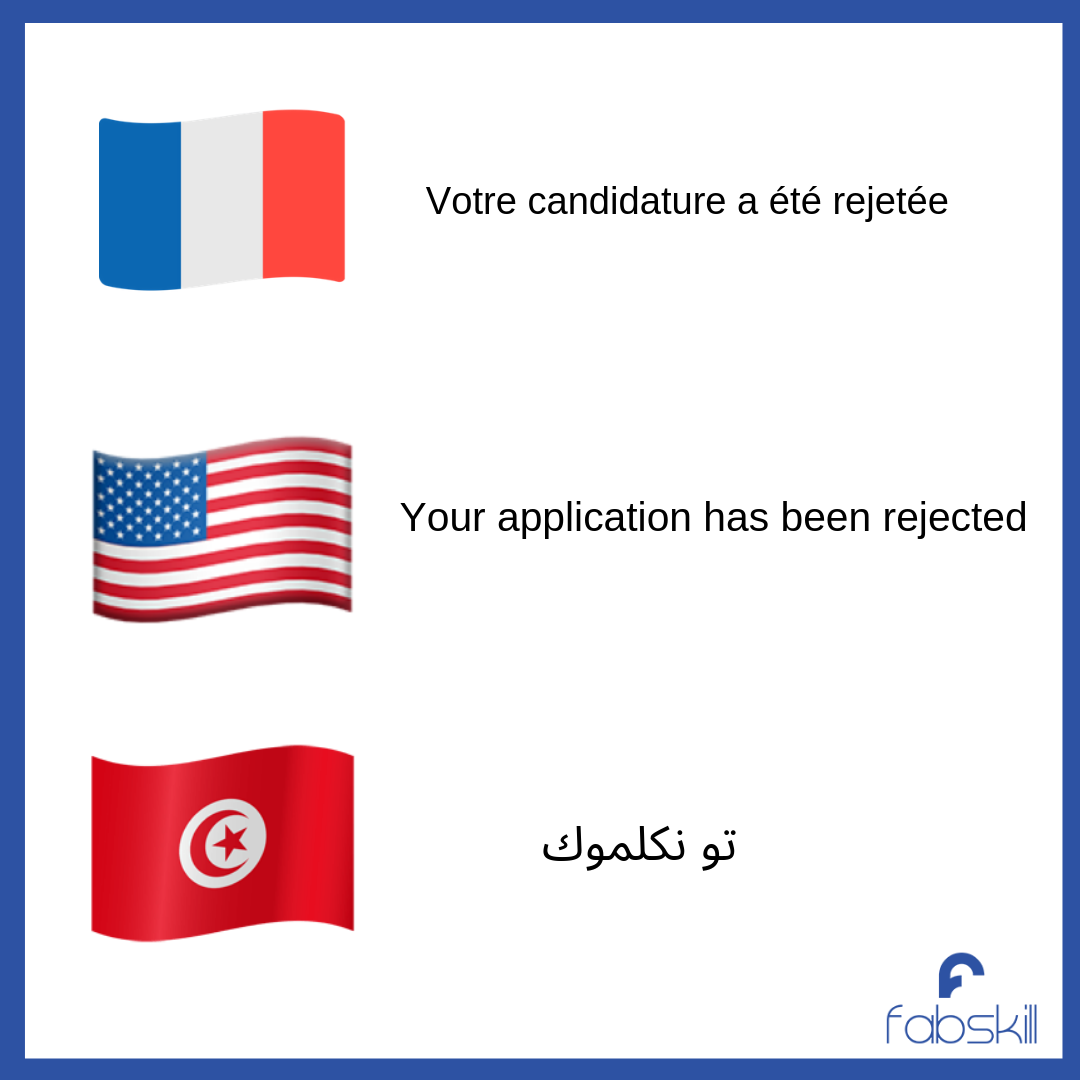 Votre candidature a été rejetée
Your application has been rejected
تو نكلموك
fabskill